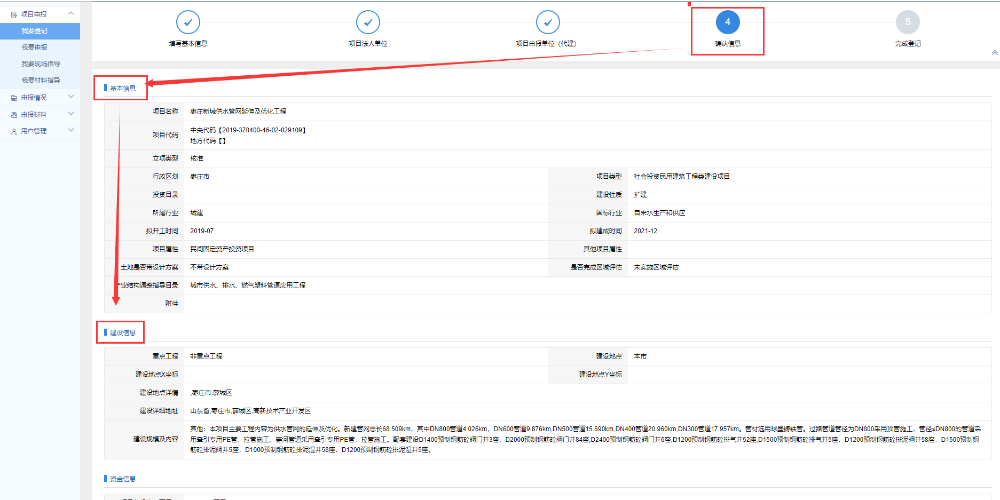 项目申报
我要登记
我要申报
我要现场指导
我要材料指导
申报情况
申报材料
用户管理
填写基本信息
项目法人单位
项目申报单位（代建）
4
确认信息
5
完成登记
基本信息
项目名称 枣庄新城供水管网延伸及优化工程
项目代码 中央代码【2019-370400-46-02-029109】
地方代码【】
立项类型 核准
行政区划 枣庄市 项目类型 社会投资民用建筑工程类建设项目
投资目录 建设性质 扩建
所属行业 城建 国标行业 自来水生产和供应
拟开工时间 2019-07 拟建成时间 2021-12
项目属性 民间固定资产投资项目 其他项目属性
土地是否带设计方案 不带设计方案 是否完成区域评估 未实施区域评估
产业结构调整指导目录 城市供水、排水、燃气塑料管道应用工程
附件
建设信息
重点工程 非重点工程 建设地点 本市
建设地点X坐标 建设地点Y坐标
建设地点详情 ,枣庄市,薛城区
建设详细地址 山东省,枣庄市,薛城区,高新技术产业开发区
建设规模及内容 其他：本项目主要工程内容为供水管网的延伸及优化。新建管网总长68.509km，其中DN800管道4.026km，DN600管道9.876km,DN500管道15.690km,DN400管道20.960km,DN300管道17.957km。管材选用球墨铸铁管。过路管道管径为DN800采用顶管施工，管径≤DN800的管道采
用牵引专用PE管，拉管施工。穿河管道采用牵引专用PE管，拉管施工。配套建设D1400预制钢筋砼阀门井3座，D2000预制钢筋砼阀门井84座,D2400预制钢筋砼阀门井6座,D1200预制钢筋砼排气井52座,D1500预制钢筋砼排气井5座，D1200预制钢筋砼排泥阀井58座，D1500预制钢
筋砼排泥阀井5座，D1000预制钢筋砼排泥湿井58座，D1200预制钢筋砼排泥湿井5座。
资金信息